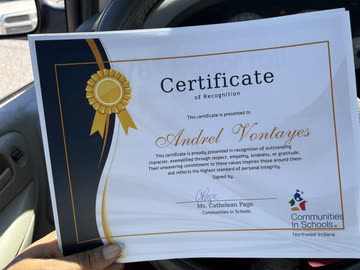 Certificate
of Recognition
This certificate is presented to
Andrel Vontayes
This certificate is proudly presented in recognition of outstanding
character, exemplified through respect, empathy, kindness, or gratitude.
Their unwavering commitment to these values inspires those around them
and reflects the highest standard of personal integrity.
Signed by,
Ms. Cathelean Page
Communities In Schools
Communities
In Schools
Northwest Indiana